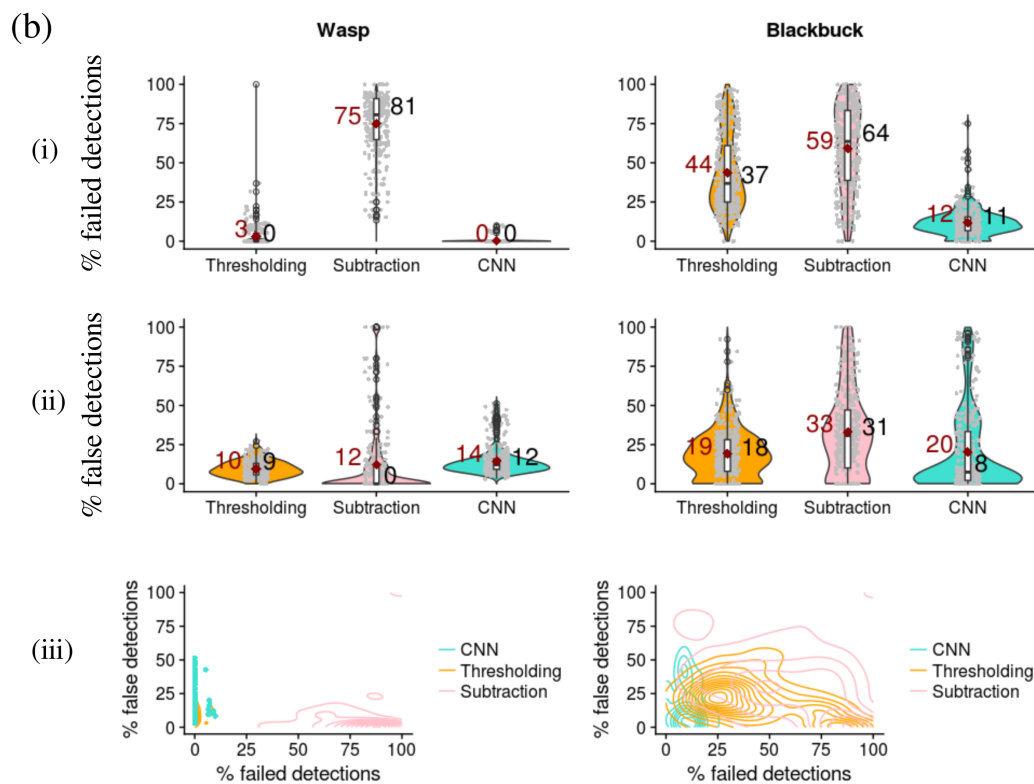 (b)
Wasp
Blackbuck
(i)
% failed detections
100
75
50
25
0
3
0
75
81
0
0
Thresholding
Subtraction
CNN
100
75
50
25
0
44
37
59
64
12
11
Thresholding
Subtraction
CNN
(ii)
% false detections
100
75
50
25
0
10
9
12
0
14
12
Thresholding
Subtraction
CNN
100
75
50
25
0
19
18
33
31
20
8
Thresholding
Subtraction
CNN
(iii)
% false detections
100
75
50
25
0
0
25
50
75
100
% failed detections
CNN
Thresholding
Subtraction
% false detections
100
75
50
25
0
0
25
50
75
100
% failed detections
CNN
Thresholding
Subtraction